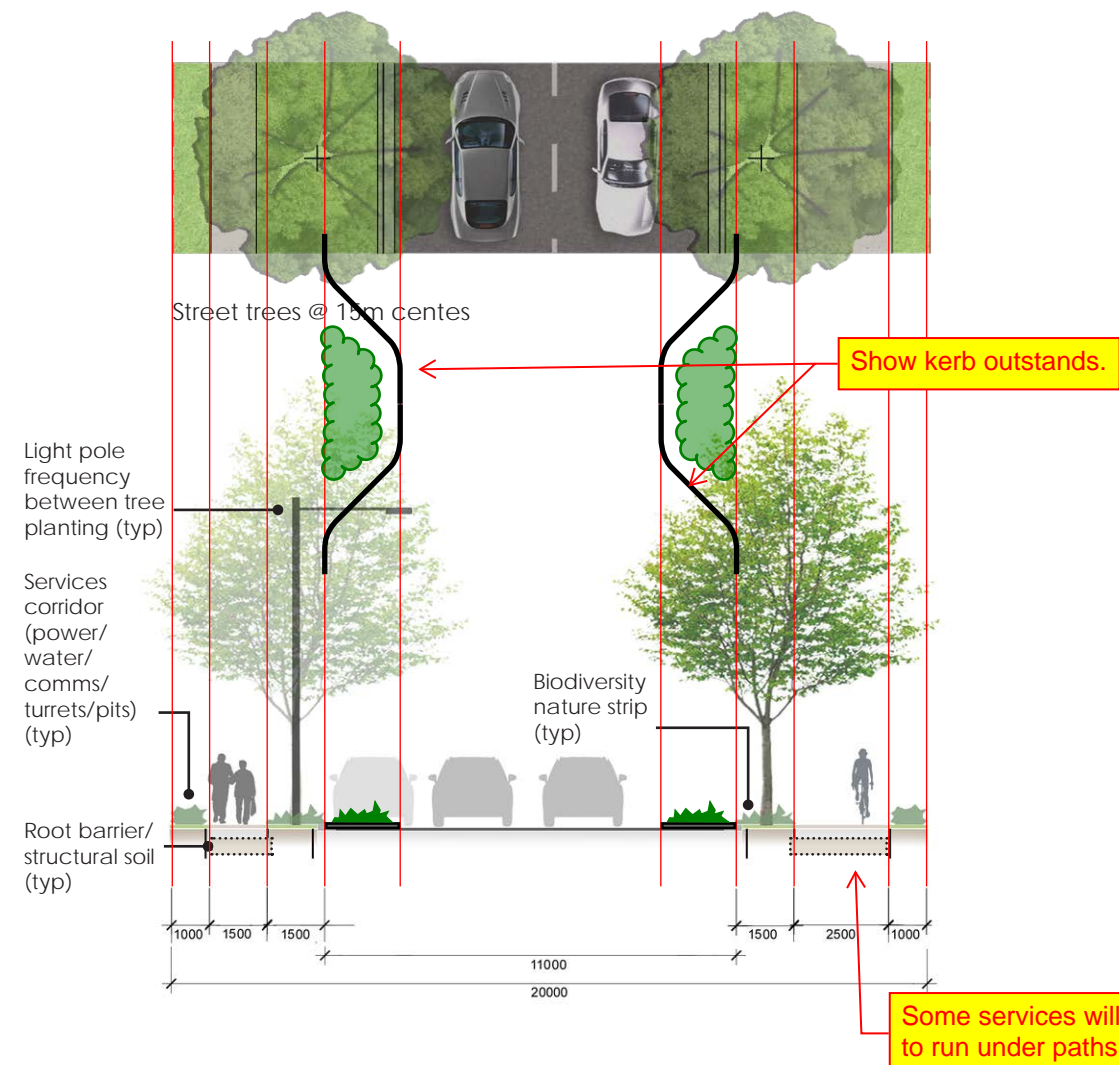 Street trees @ 15m centes
Show kerb outstands.
Light pole
frequency
between tree
planting (typ)
Services
corridor
(power/
water/
comms/
turrets/pits)
(typ)
Biodiversity
nature strip
(typ)
Root barrier/
structural soil
(typ)
1000 1500 1500 1500 2500 1000
11000
20000
Some services will
to run under paths